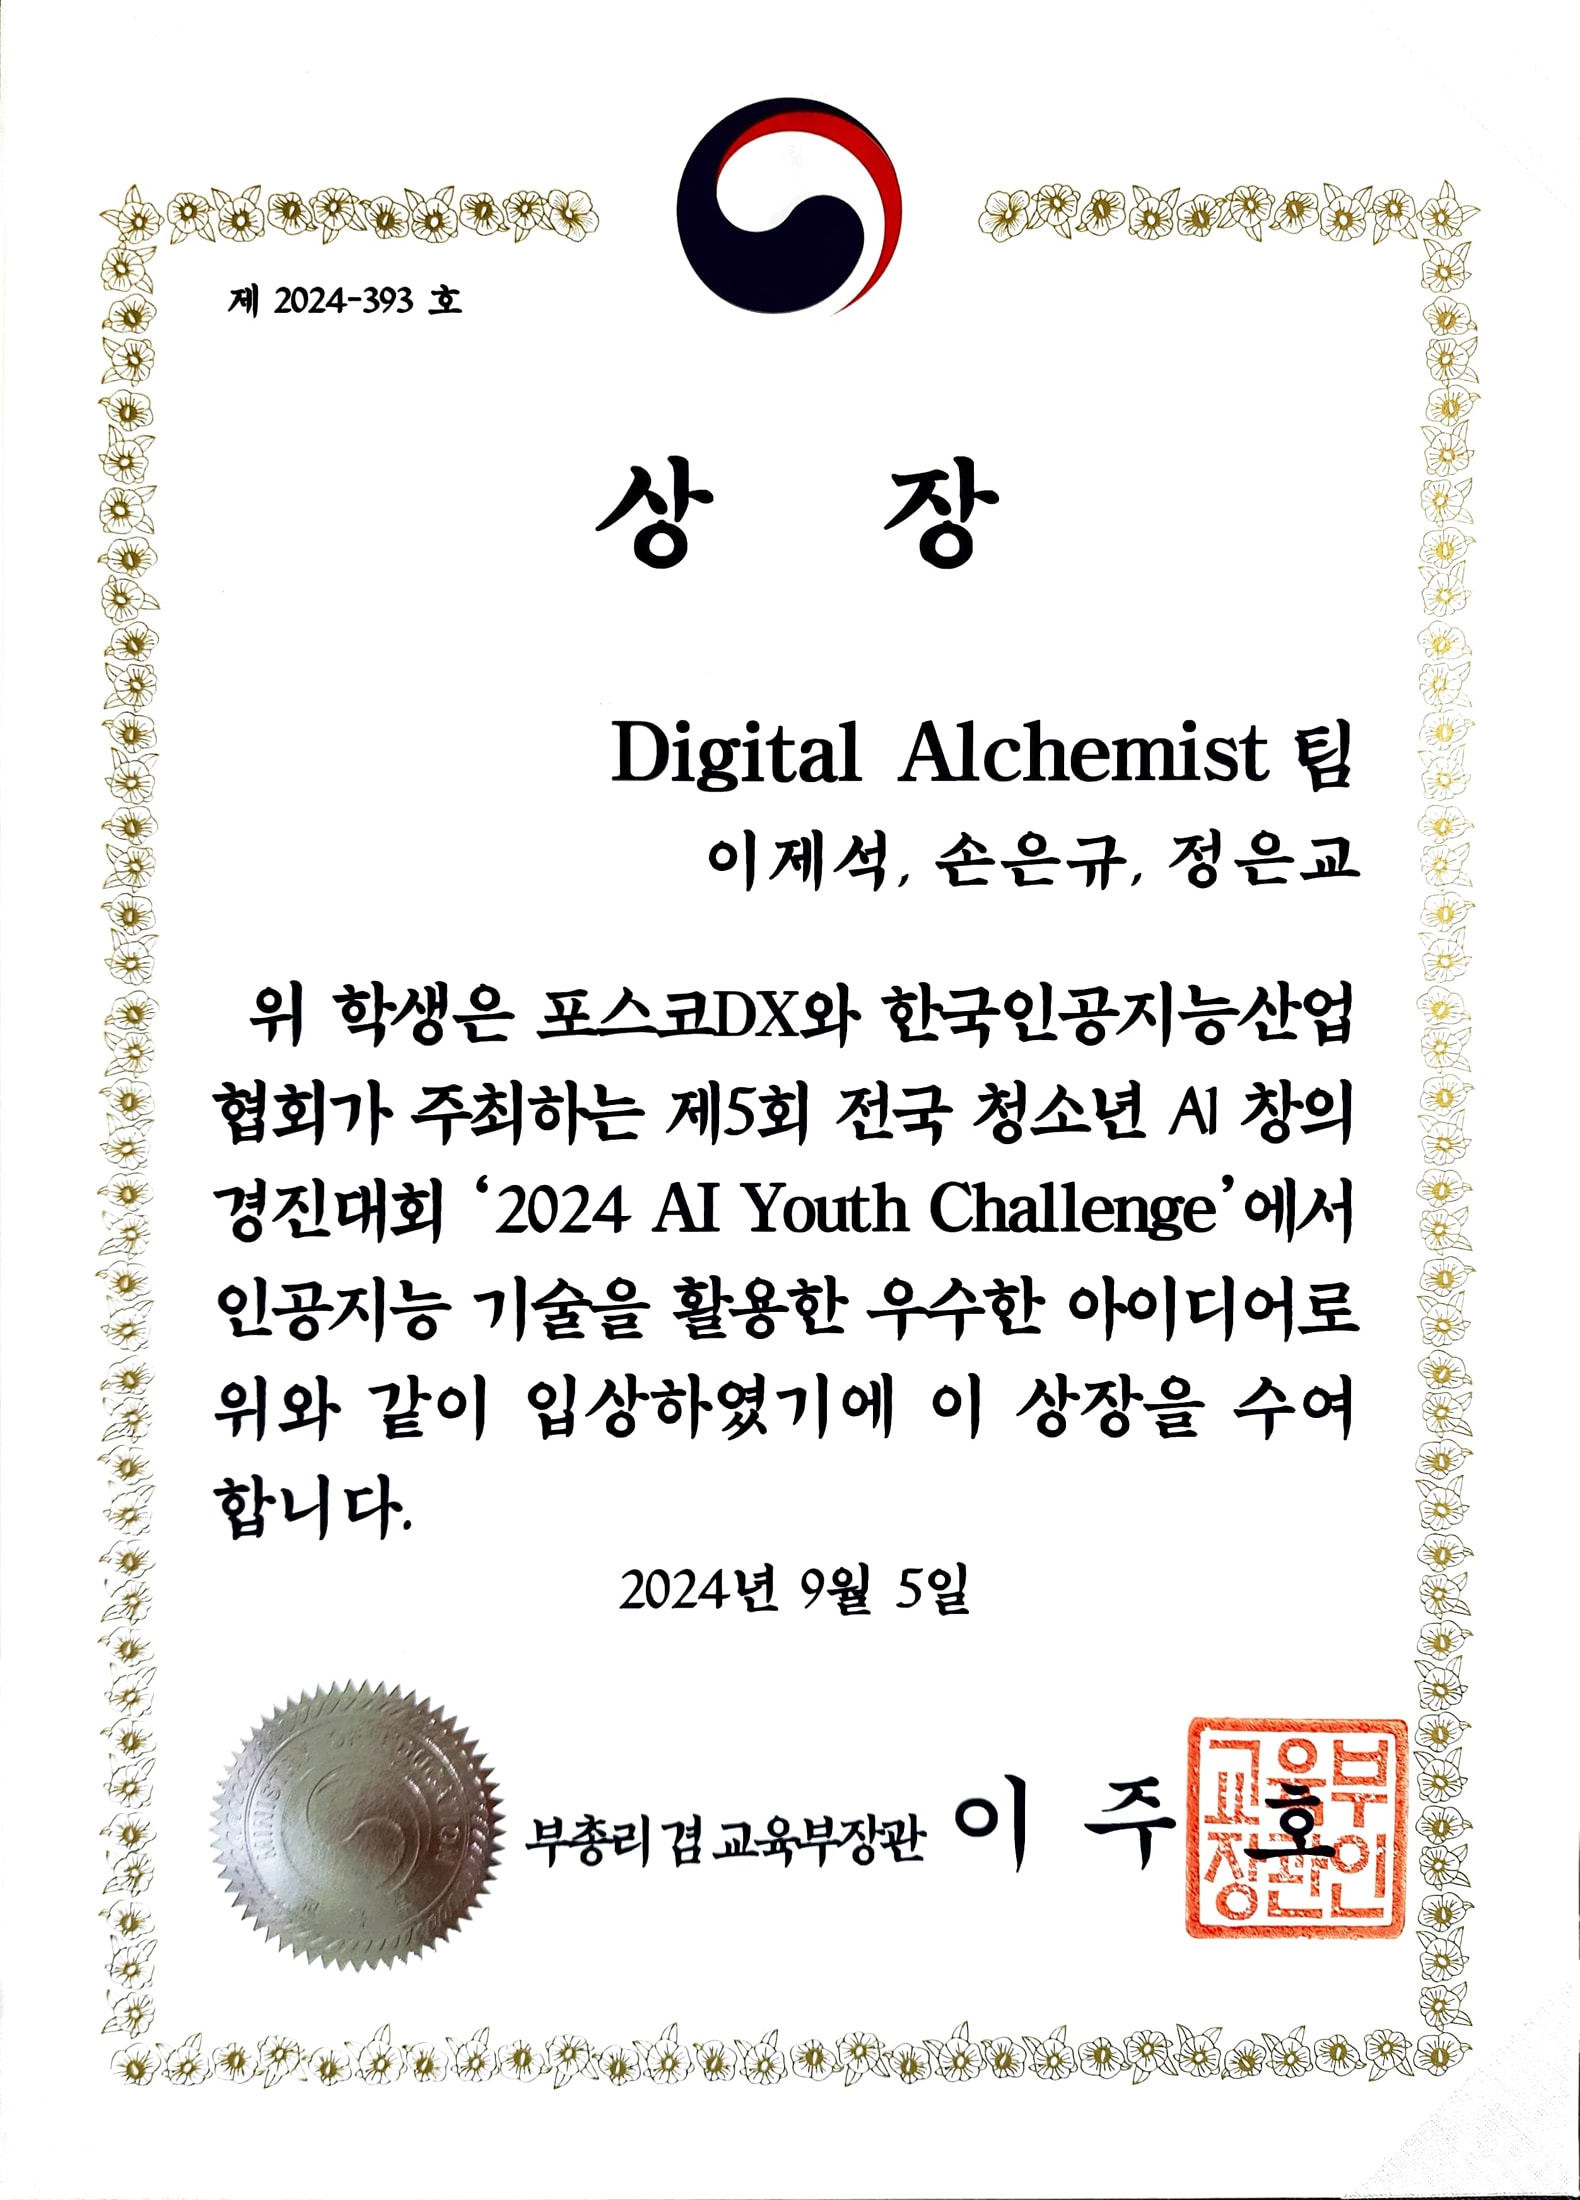 제 2024-393 호
상 장
Digital Alchemist 팀
이제석, 손은규, 정은교
위 학생은 포스코DX와 한국인공지능산업
협회가 주최하는 제5회 전국 청소년 AI 창의
경진대회 ‘2024 AI Youth Challenge’에서
인공지능 기술을 활용한 우수한 아이디어로
위와 같이 입상하였기에 이 상장을 수여
합니다.
2024년 9월 5일
MINISTRY OF EDUCATION
부총리 겸 교육부장관 이 주 호
교육부
장관인